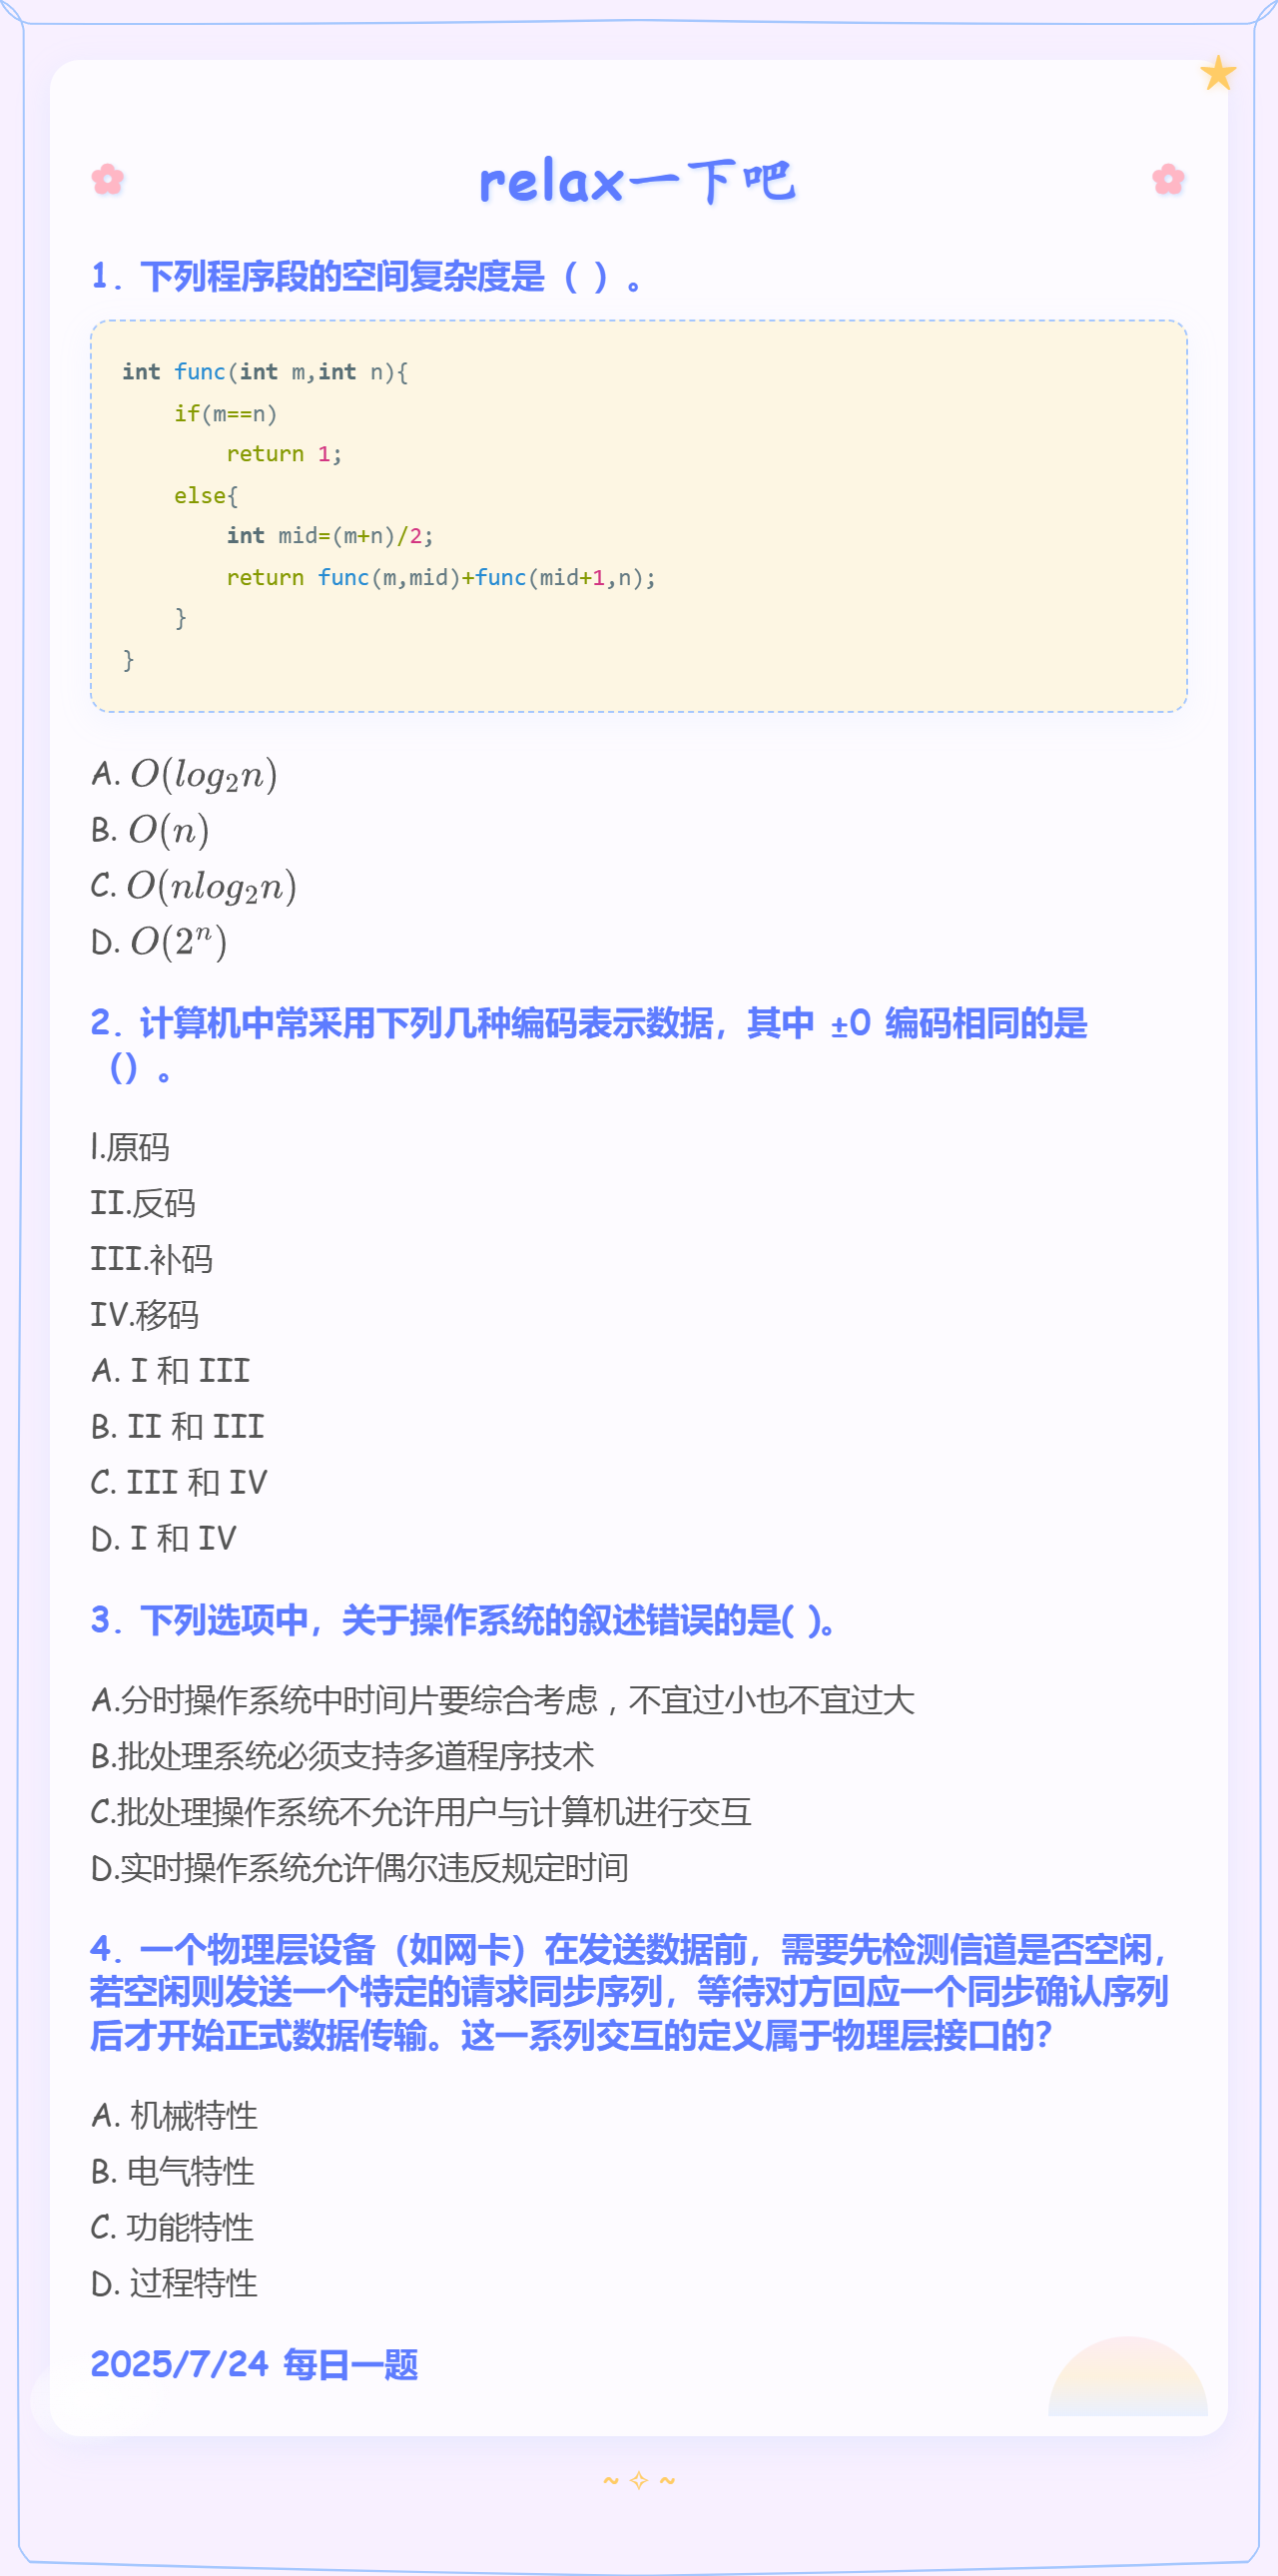 relax一下吧
1. 下列程序段的空间复杂度是（ ）。
int func(int m,int n){
    if(m==n)
        return 1;
    else{
        int mid=(m+n)/2;
        return func(m,mid)+func(mid+1,n);
    }
}
A. O(log₂n)
B. O(n)
C. O(nlog₂n)
D. O(2ⁿ)
2. 计算机中常采用下列几种编码表示数据，其中 ±0 编码相同的是
（）。
l.原码
II.反码
III.补码
IV.移码
A. I 和 III
B. II 和 III
C. III 和 IV
D. I 和 IV
3. 下列选项中，关于操作系统的叙述错误的是( )。
A.分时操作系统中时间片要综合考虑，不宜过小也不宜过大
B.批处理系统必须支持多道程序技术
C.批处理操作系统不允许用户与计算机进行交互
D.实时操作系统允许偶尔违反规定时间
4. 一个物理层设备（如网卡）在发送数据前，需要先检测信道是否空闲，
若空闲则发送一个特定的请求同步序列，等待对方回应一个同步确认序列
后才开始正式数据传输。这一系列交互的定义属于物理层接口的？
A. 机械特性
B. 电气特性
C. 功能特性
D. 过程特性
2025/7/24 每日一题
~ ✧ ~